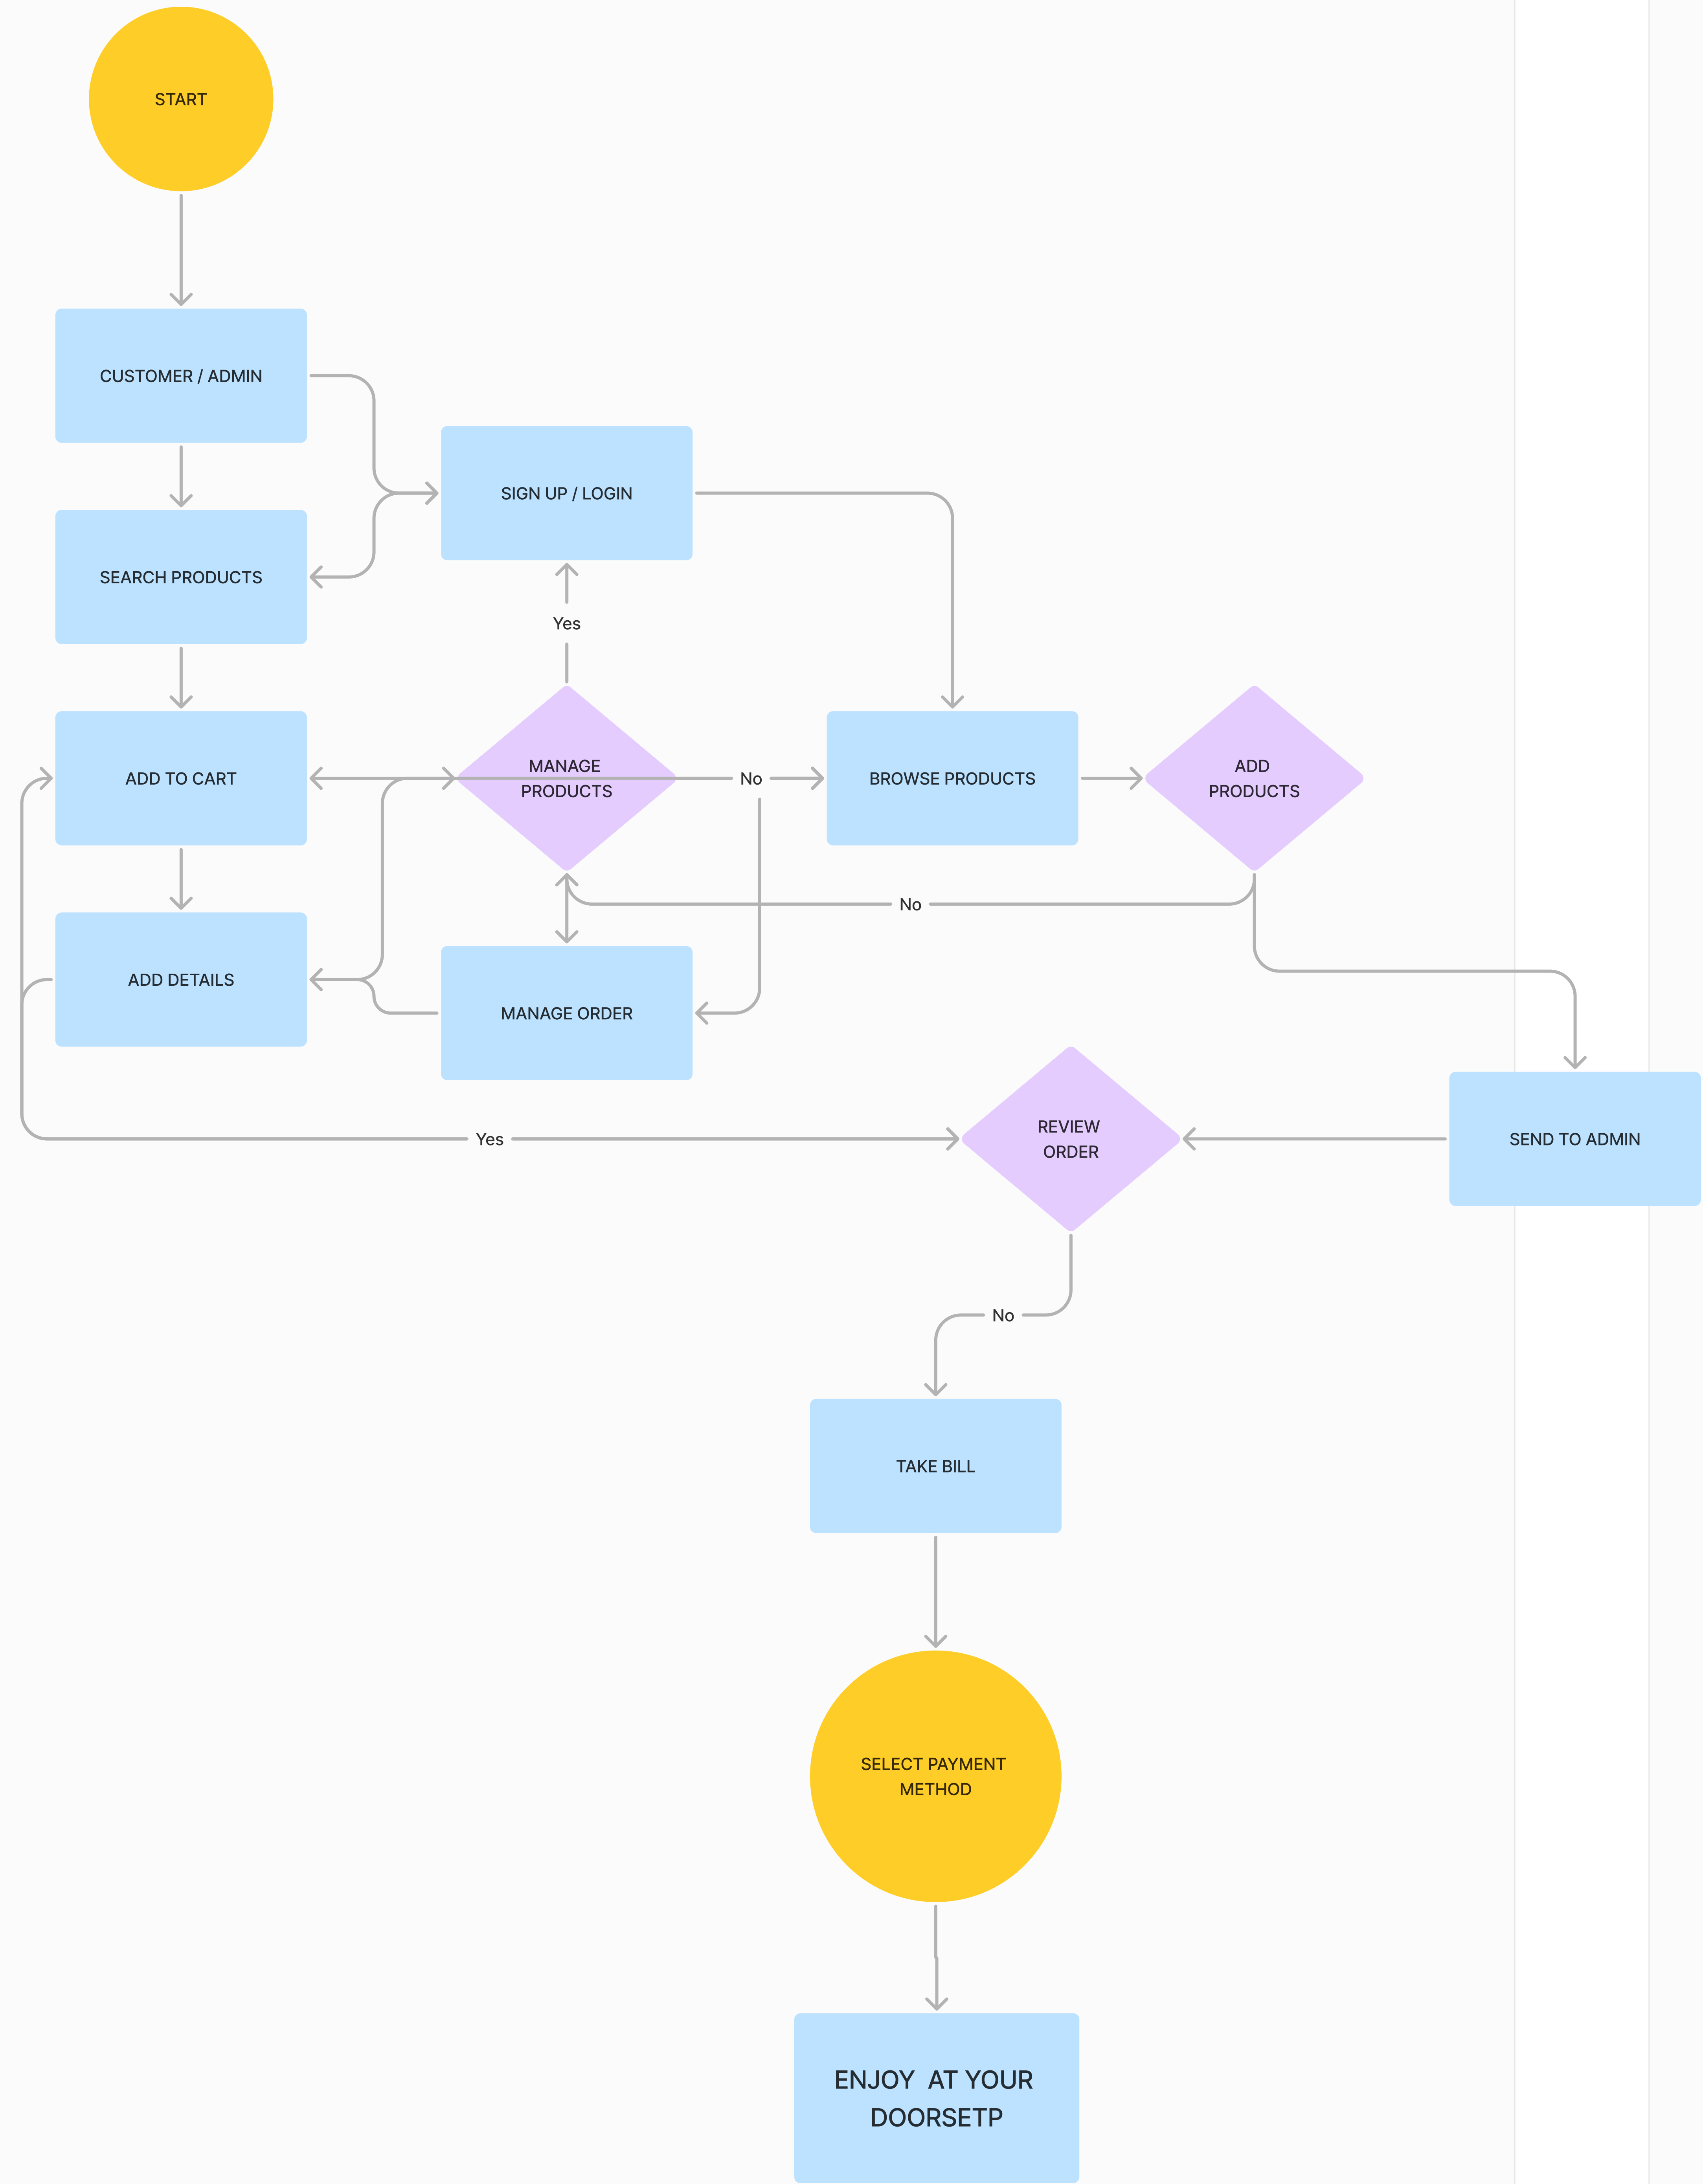 START
CUSTOMER / ADMIN
SIGN UP / LOGIN
SEARCH PRODUCTS
Yes
ADD TO CART
MANAGE
PRODUCTS
No
BROWSE PRODUCTS
ADD
PRODUCTS
No
ADD DETAILS
MANAGE ORDER
Yes
REVIEW
ORDER
SEND TO ADMIN
No
TAKE BILL
SELECT PAYMENT
METHOD
ENJOY  AT YOUR
DOORSETP